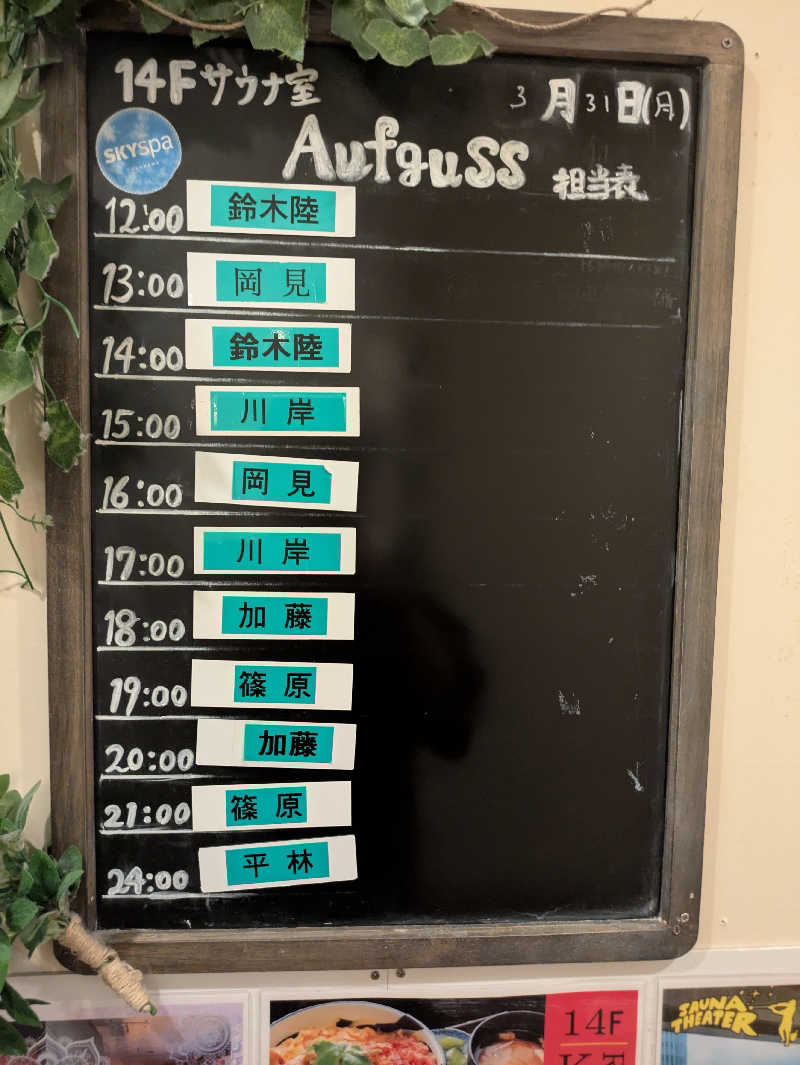 14Fサウナ室
3月31日(月)
SKYspa
YOKOHAMA
Aufguss 担当表
12:00 鈴木陸
13:00 岡見
14:00 鈴木陸
15:00 川岸
16:00 岡見
17:00 川岸
18:00 加藤
19:00 篠原
20:00 加藤
21:00 篠原
24:00 平林
14F
SAUNA
THEATER